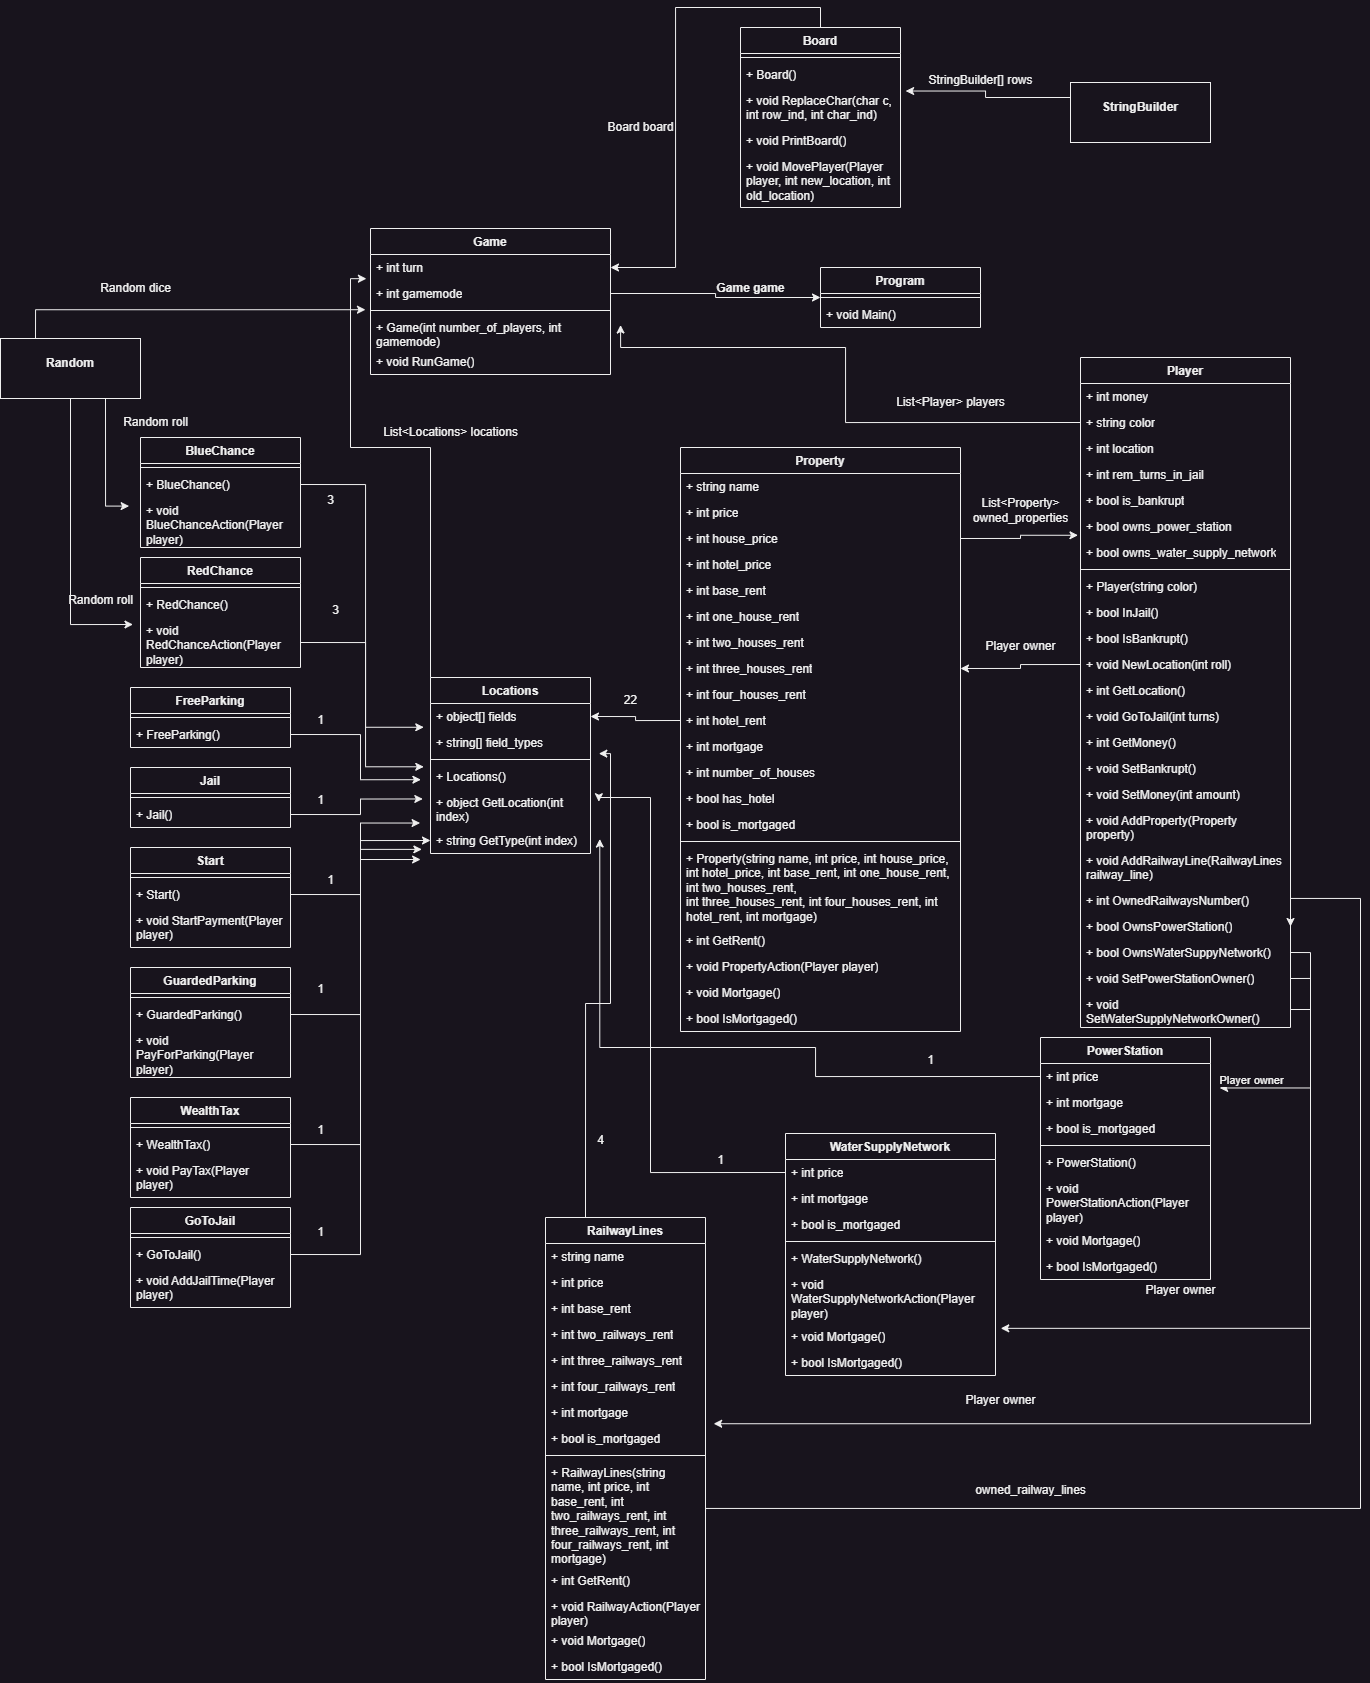 Board
+ Board()
+ void ReplaceChar(char c,
int row_ind, int char_ind)
+ void PrintBoard()
+ void MovePlayer(Player
player, int new_location, int
old_location)
StringBuilder[] rows
StringBuilder
Board board
Game
+ int turn
+ int gamemode
+ Game(int number_of_players, int
gamemode)
+ void RunGame()
Game game
Program
+ void Main()
Random dice
Random
Random roll
Random roll
List<Locations> locations
List<Player> players
BlueChance
+ BlueChance()
+ void
BlueChanceAction(Player
player)
3
RedChance
+ RedChance()
+ void
RedChanceAction(Player
player)
3
FreeParking
+ FreeParking()
1
Jail
+ Jail()
1
Start
+ Start()
+ void StartPayment(Player
player)
1
GuardedParking
+ GuardedParking()
+ void
PayForParking(Player
player)
1
WealthTax
+ WealthTax()
+ void PayTax(Player
player)
1
GoToJail
+ GoToJail()
+ void AddJailTime(Player
player)
1
Locations
+ object[] fields
+ string[] field_types
+ Locations()
+ object GetLocation(int
index)
+ string GetType(int index)
22
Property
+ string name
+ int price
+ int house_price
+ int hotel_price
+ int base_rent
+ int one_house_rent
+ int two_houses_rent
+ int three_houses_rent
+ int four_houses_rent
+ int hotel_rent
+ int mortgage
+ int number_of_houses
+ bool has_hotel
+ bool is_mortgaged
+ Property(string name, int price, int house_price,
int hotel_price, int base_rent, int one_house_rent,
int two_houses_rent,
int three_houses_rent, int four_houses_rent, int
hotel_rent, int mortgage)
+ int GetRent()
+ void PropertyAction(Player player)
+ void Mortgage()
+ bool IsMortgaged()
List<Property>
owned_properties
Player owner
Player
+ int money
+ string color
+ int location
+ int rem_turns_in_jail
+ bool is_bankrupt
+ bool owns_power_station
+ bool owns_water_supply_network
+ Player(string color)
+ bool InJail()
+ bool IsBankrupt()
+ void NewLocation(int roll)
+ int GetLocation()
+ void GoToJail(int turns)
+ int GetMoney()
+ void SetBankrupt()
+ void SetMoney(int amount)
+ void AddProperty(Property
property)
+ void AddRailwayLine(RailwayLines
railway_line)
+ int OwnedRailwaysNumber()
+ bool OwnsPowerStation()
+ bool OwnsWaterSuppyNetwork()
+ void SetPowerStationOwner()
+ void
SetWaterSupplyNetworkOwner()
1
PowerStation
+ int price
+ int mortgage
+ bool is_mortgaged
+ PowerStation()
+ void
PowerStationAction(Player
player)
+ void Mortgage()
+ bool IsMortgaged()
Player owner
Player owner
1
WaterSupplyNetwork
+ int price
+ int mortgage
+ bool is_mortgaged
+ WaterSupplyNetwork()
+ void
WaterSupplyNetworkAction(Player
player)
+ void Mortgage()
+ bool IsMortgaged()
4
RailwayLines
+ string name
+ int price
+ int base_rent
+ int two_railways_rent
+ int three_railways_rent
+ int four_railways_rent
+ int mortgage
+ bool is_mortgaged
+ RailwayLines(string
name, int price, int
base_rent, int
two_railways_rent, int
three_railways_rent, int
four_railways_rent, int
mortgage)
+ int GetRent()
+ void RailwayAction(Player
player)
+ void Mortgage()
+ bool IsMortgaged()
Player owner
owned_railway_lines